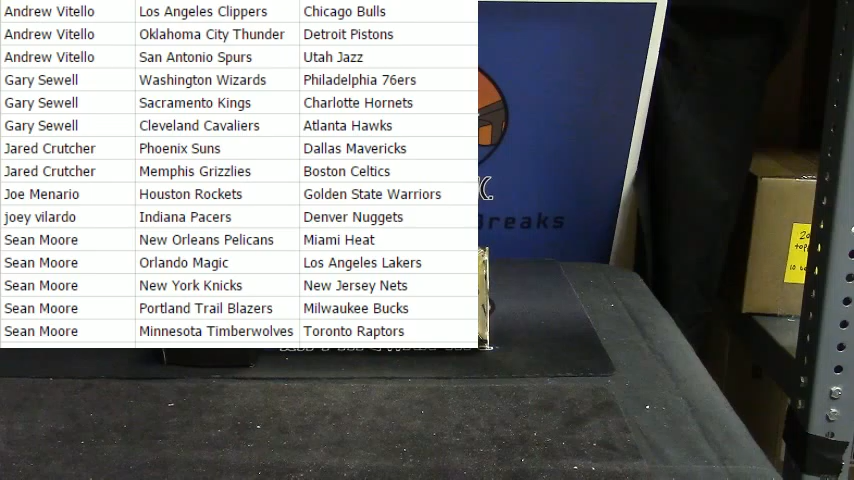 Andrew Vitello Los Angeles Clippers Chicago Bulls
Andrew Vitello Oklahoma City Thunder Detroit Pistons
Andrew Vitello San Antonio Spurs Utah Jazz
Gary Sewell Washington Wizards Philadelphia 76ers
Gary Sewell Sacramento Kings Charlotte Hornets
Gary Sewell Cleveland Cavaliers Atlanta Hawks
Jared Crutcher Phoenix Suns Dallas Mavericks
Jared Crutcher Memphis Grizzlies Boston Celtics
Joe Menario Houston Rockets Golden State Warriors
joey vilardo Indiana Pacers Denver Nuggets
Sean Moore New Orleans Pelicans Miami Heat
Sean Moore Orlando Magic Los Angeles Lakers
Sean Moore New York Knicks New Jersey Nets
Sean Moore Portland Trail Blazers Milwaukee Bucks
Sean Moore Minnesota Timberwolves Toronto Raptors
Breaks